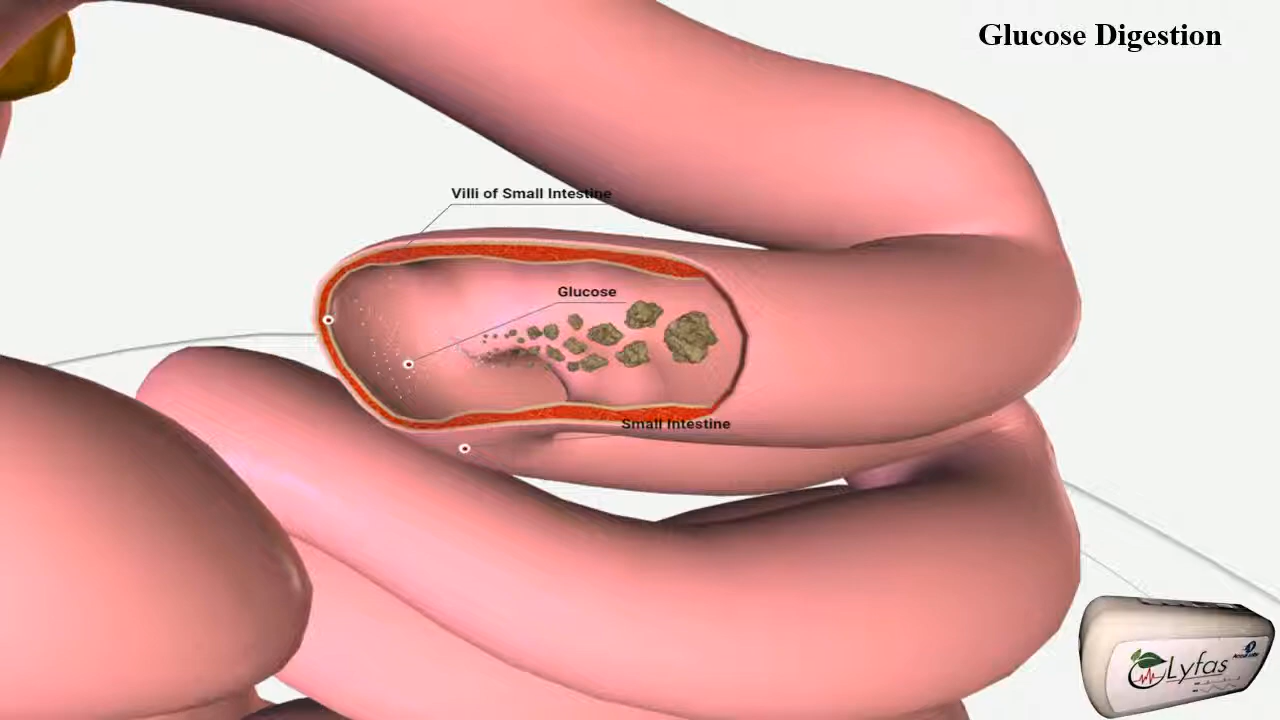 Glucose Digestion
Villi of Small Intestine
Glucose
Small Intestine
Lyfas